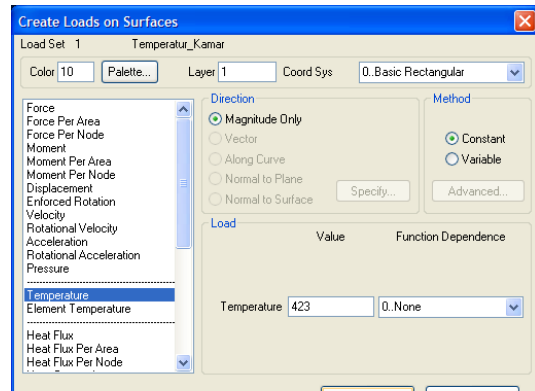 Create Loads on Surfaces
Load Set 1 Temperatur_Kamar
Color 10 Palette... Layer 1 Coord Sys 0..Basic Rectangular
Force
Force Per Area
Force Per Node
Moment
Moment Per Area
Moment Per Node
Displacement
Enforced Rotation
Velocity
Rotational Velocity
Acceleration
Rotational Acceleration
Pressure
Temperature
Element Temperature
Heat Flux
Heat Flux Per Area
Heat Flux Per Node
Direction
Magnitude Only
Vector
Along Curve
Normal to Plane
Normal to Surface
Specify...
Method
Constant
Variable
Advanced...
Load
Value Function Dependence
Temperature 423 0..None